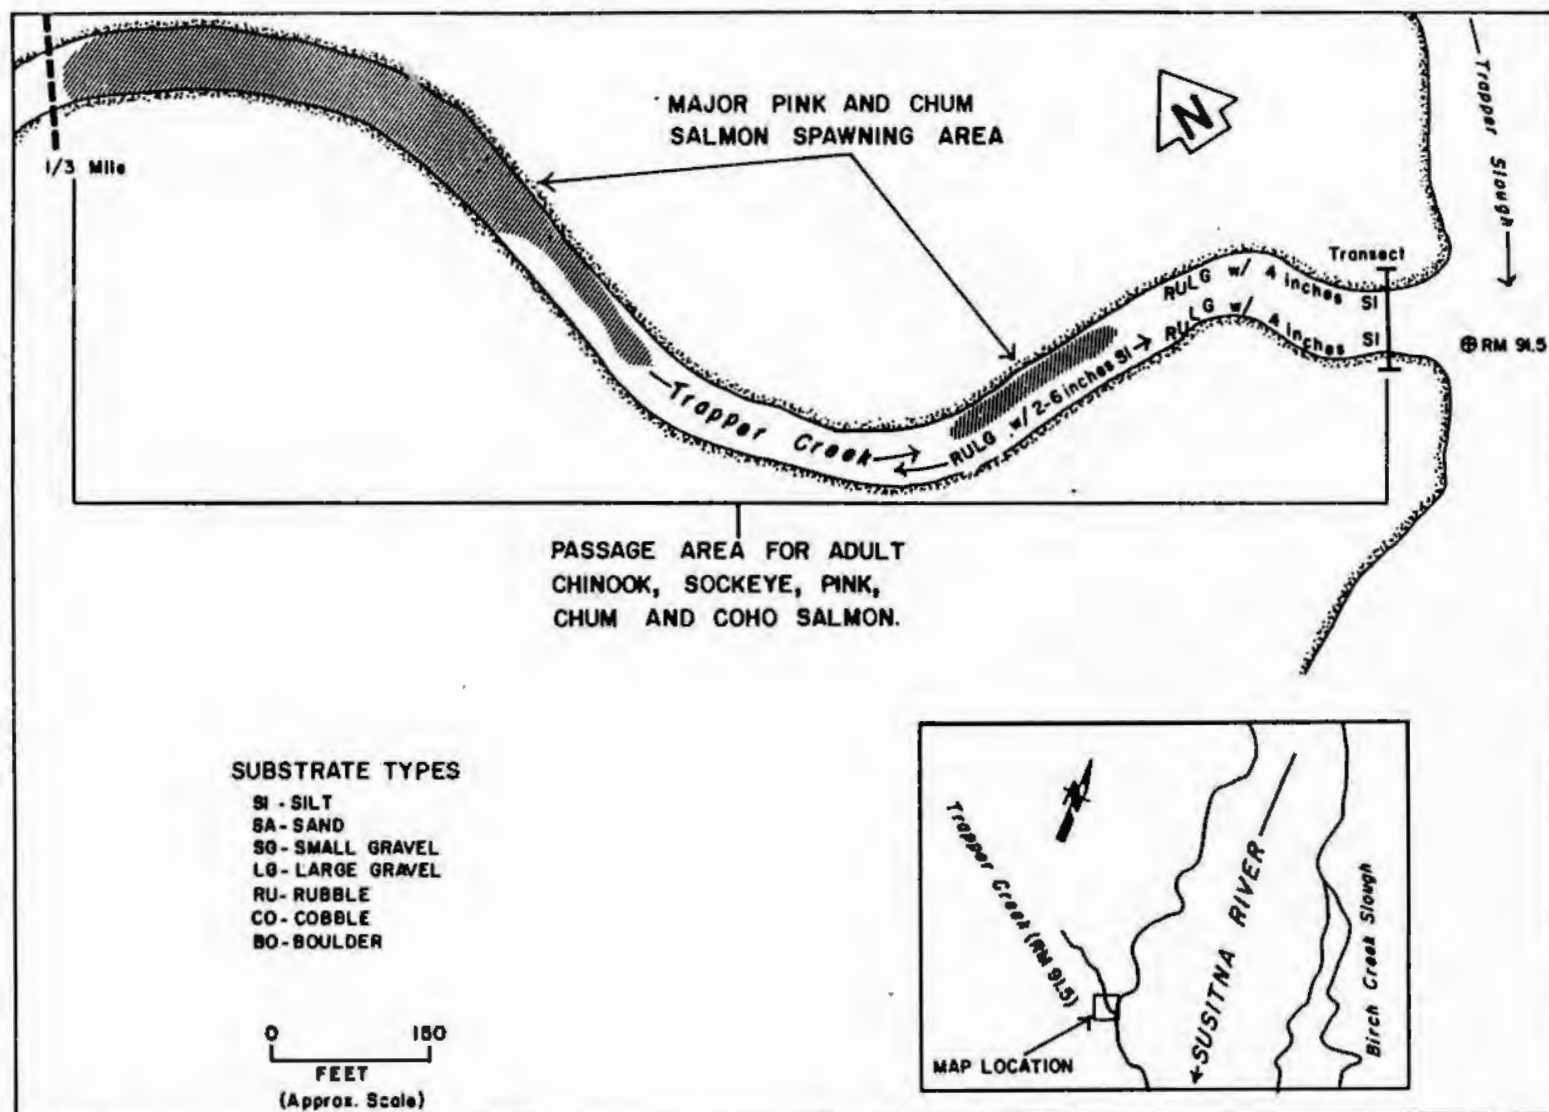 MAJOR PINK AND CHUM
SALMON SPAWNING AREA
N
Trapper Slough
1/3 Mile
Transect
RULG w/ 4 inches SI
RULG w/ 4 inches SI
⊕ RM 91.5
RULG w/ 2-6 inches SI
Trapper Creek
PASSAGE AREA FOR ADULT
CHINOOK, SOCKEYE, PINK,
CHUM AND COHO SALMON.
SUBSTRATE TYPES
SI - SILT
SA - SAND
SG - SMALL GRAVEL
LG - LARGE GRAVEL
RU - RUBBLE
CO - COBBLE
BO - BOULDER
0 150
FEET
(Approx. Scale)
N
Trapper Creek (RM 91.5)
SUSITNA RIVER
Birch Creek Slough
MAP LOCATION